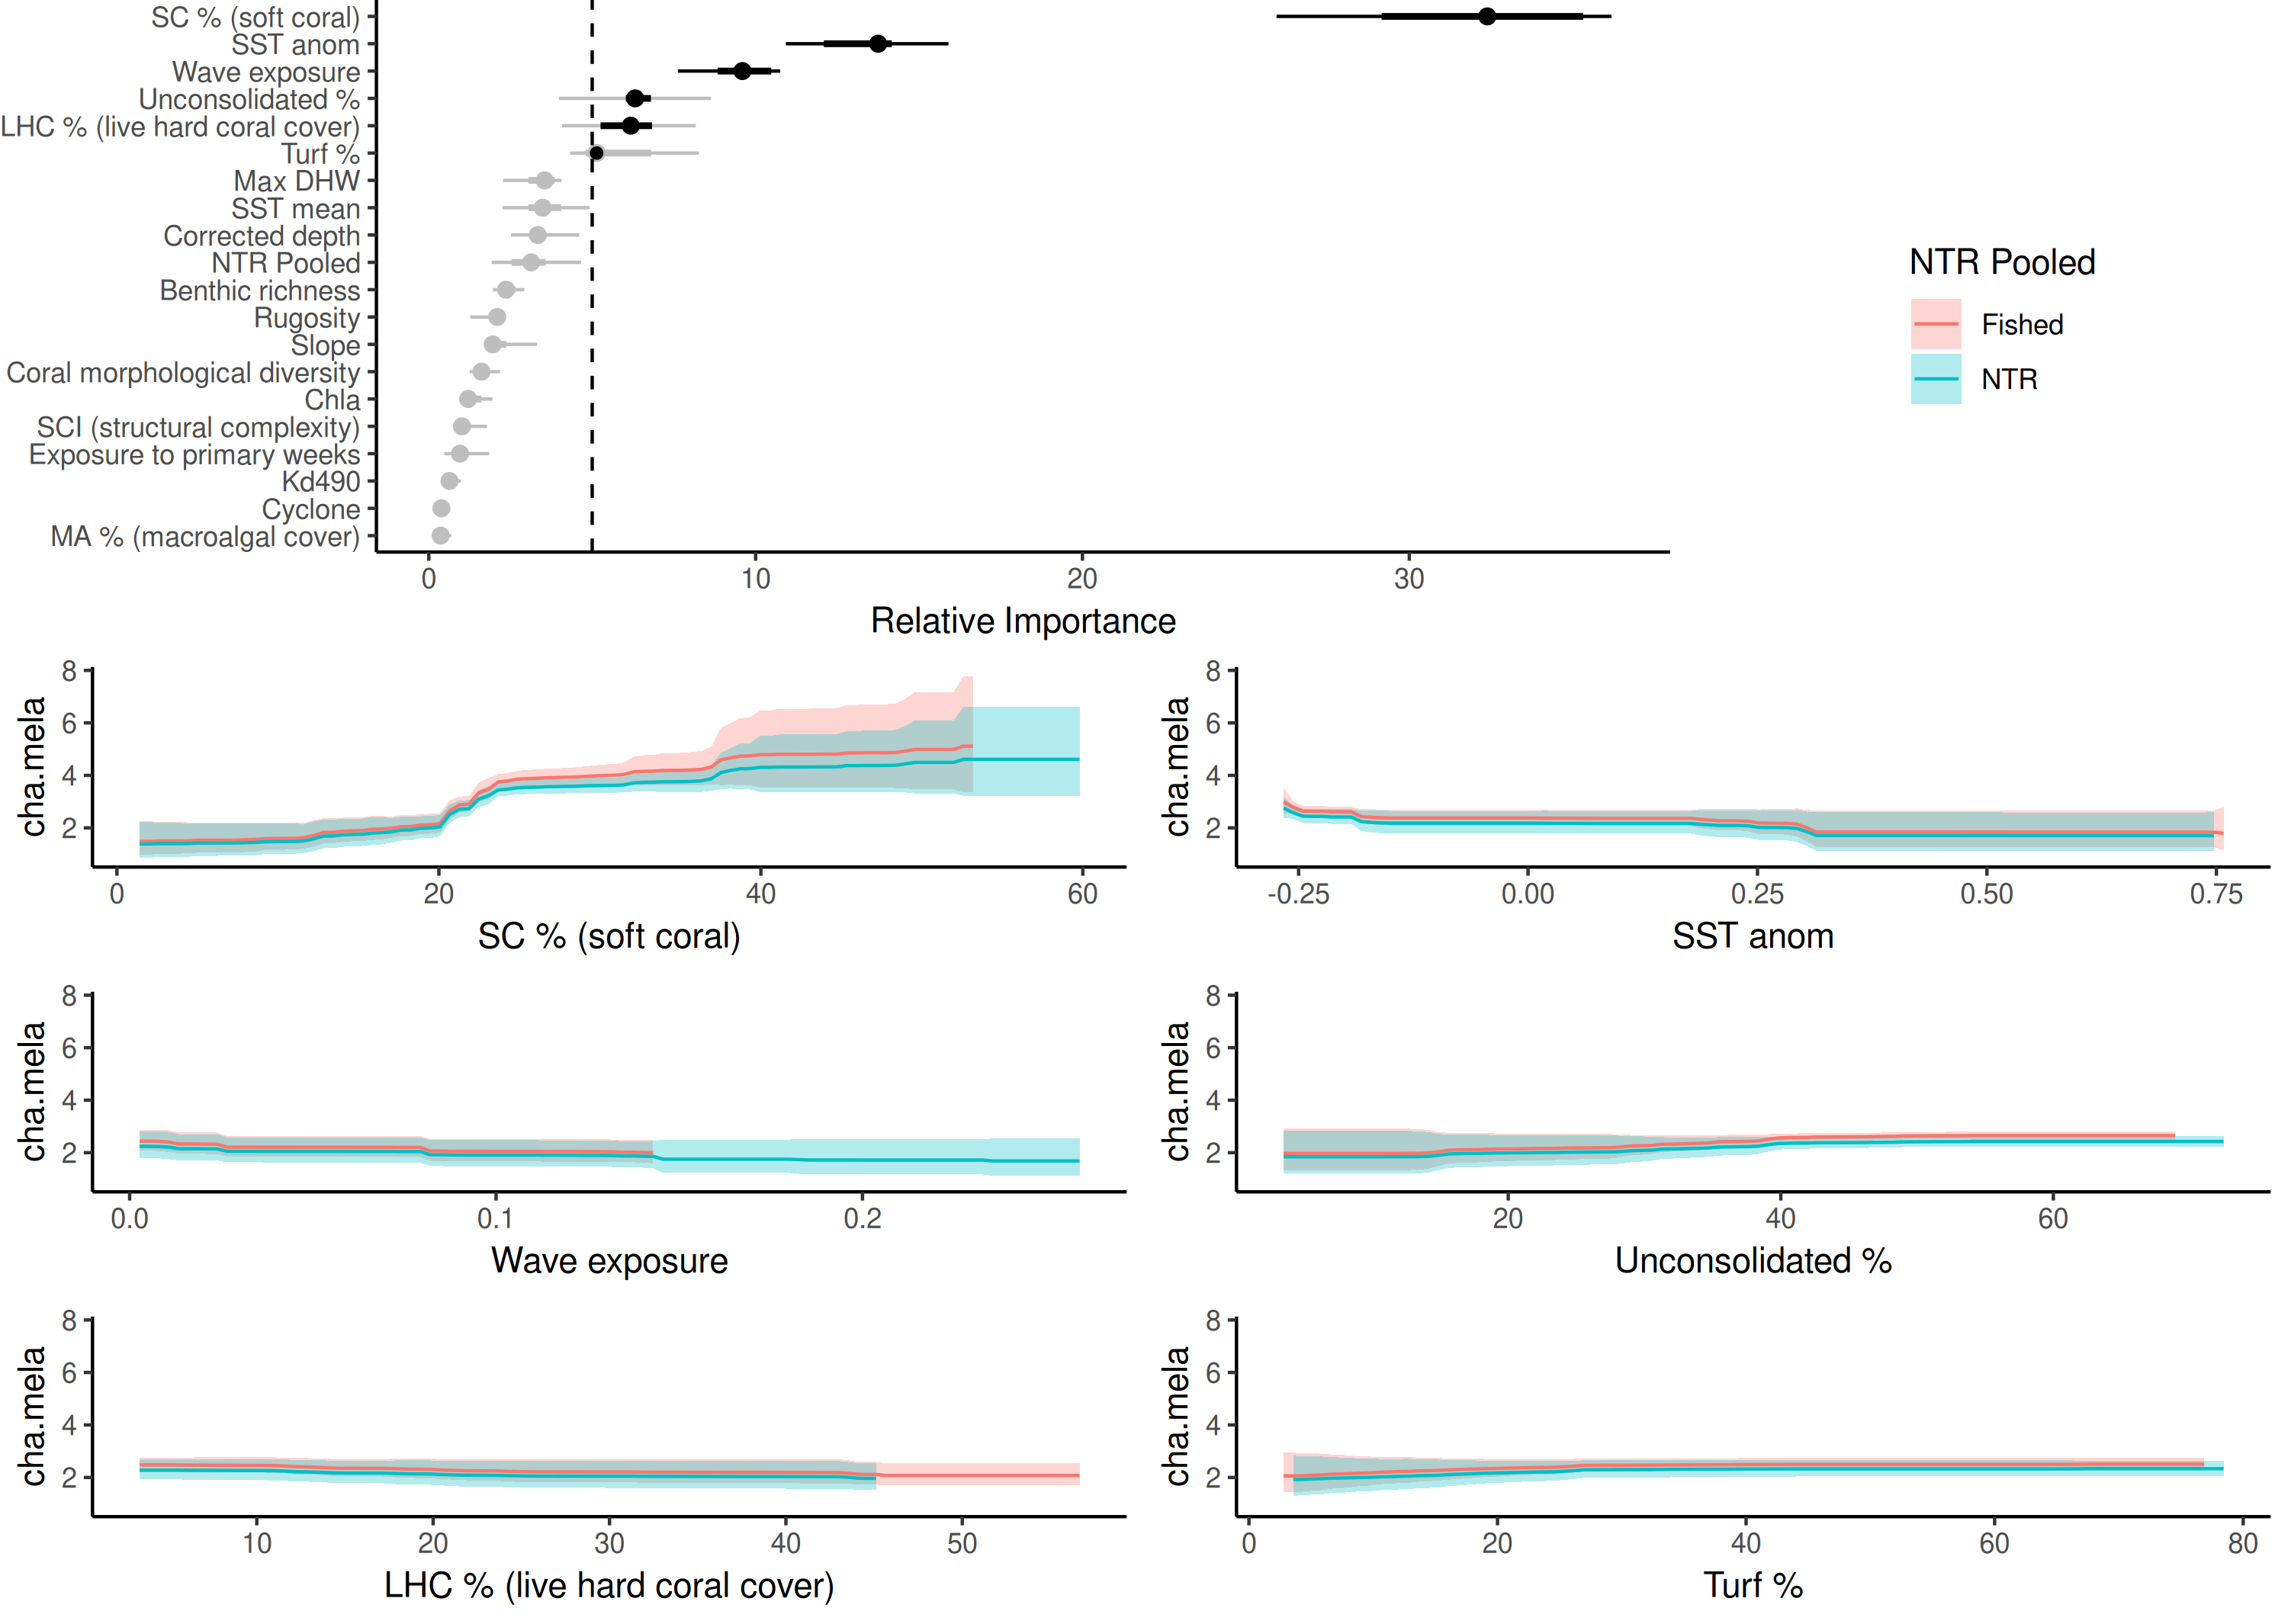 SC % (soft coral)
SST anom
Wave exposure
Unconsolidated %
LHC % (live hard coral cover)
Turf %
Max DHW
SST mean
Corrected depth
NTR Pooled
Benthic richness
Rugosity
Slope
Coral morphological diversity
Chla
SCI (structural complexity)
Exposure to primary weeks
Kd490
Cyclone
MA % (macroalgal cover)
0 10 20 30
Relative Importance
NTR Pooled
Fished
NTR
cha.mela
8
6
4
2
0 20 40 60
SC % (soft coral)
cha.mela
8
6
4
2
-0.25 0.00 0.25 0.50 0.75
SST anom
cha.mela
8
6
4
2
0.0 0.1 0.2
Wave exposure
cha.mela
8
6
4
2
20 40 60
Unconsolidated %
cha.mela
8
6
4
2
10 20 30 40 50
LHC % (live hard coral cover)
cha.mela
8
6
4
2
0 20 40 60 80
Turf %